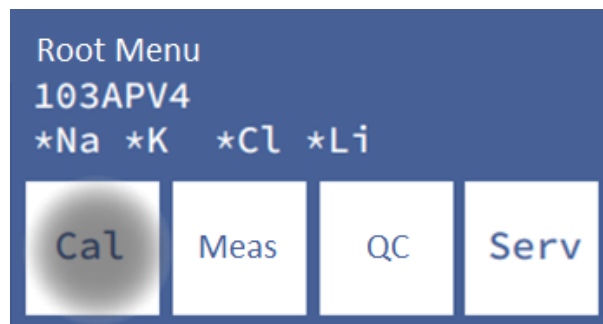 Root Menu
103APV4
*Na *K *Cl *Li
Cal Meas QC Serv